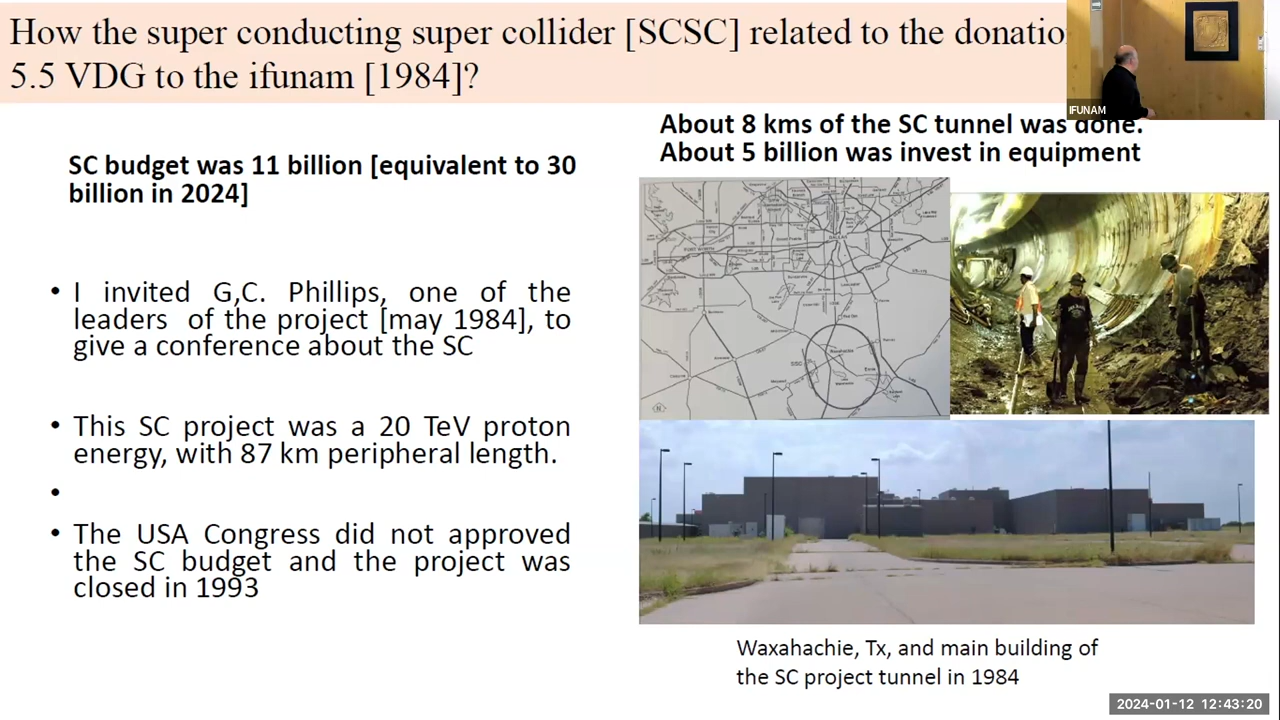 How the super conducting super collider [SCSC] related to the donatio
5.5 VDG to the ifunam [1984]?
IFUNAM
About 8 kms of the SC tunnel was done.
About 5 billion was invest in equipment
SC budget was 11 billion [equivalent to 30
billion in 2024]
• I invited G,C. Phillips, one of the
leaders of the project [may 1984], to
give a conference about the SC
• This SC project was a 20 TeV proton
energy, with 87 km peripheral length.
•
• The USA Congress did not approved
the SC budget and the project was
closed in 1993
FORT WORTH
DALLAS
Waxahachie
Ennis
Waxahachie, Tx, and main building of
the SC project tunnel in 1984
2024-01-12 12:43:20